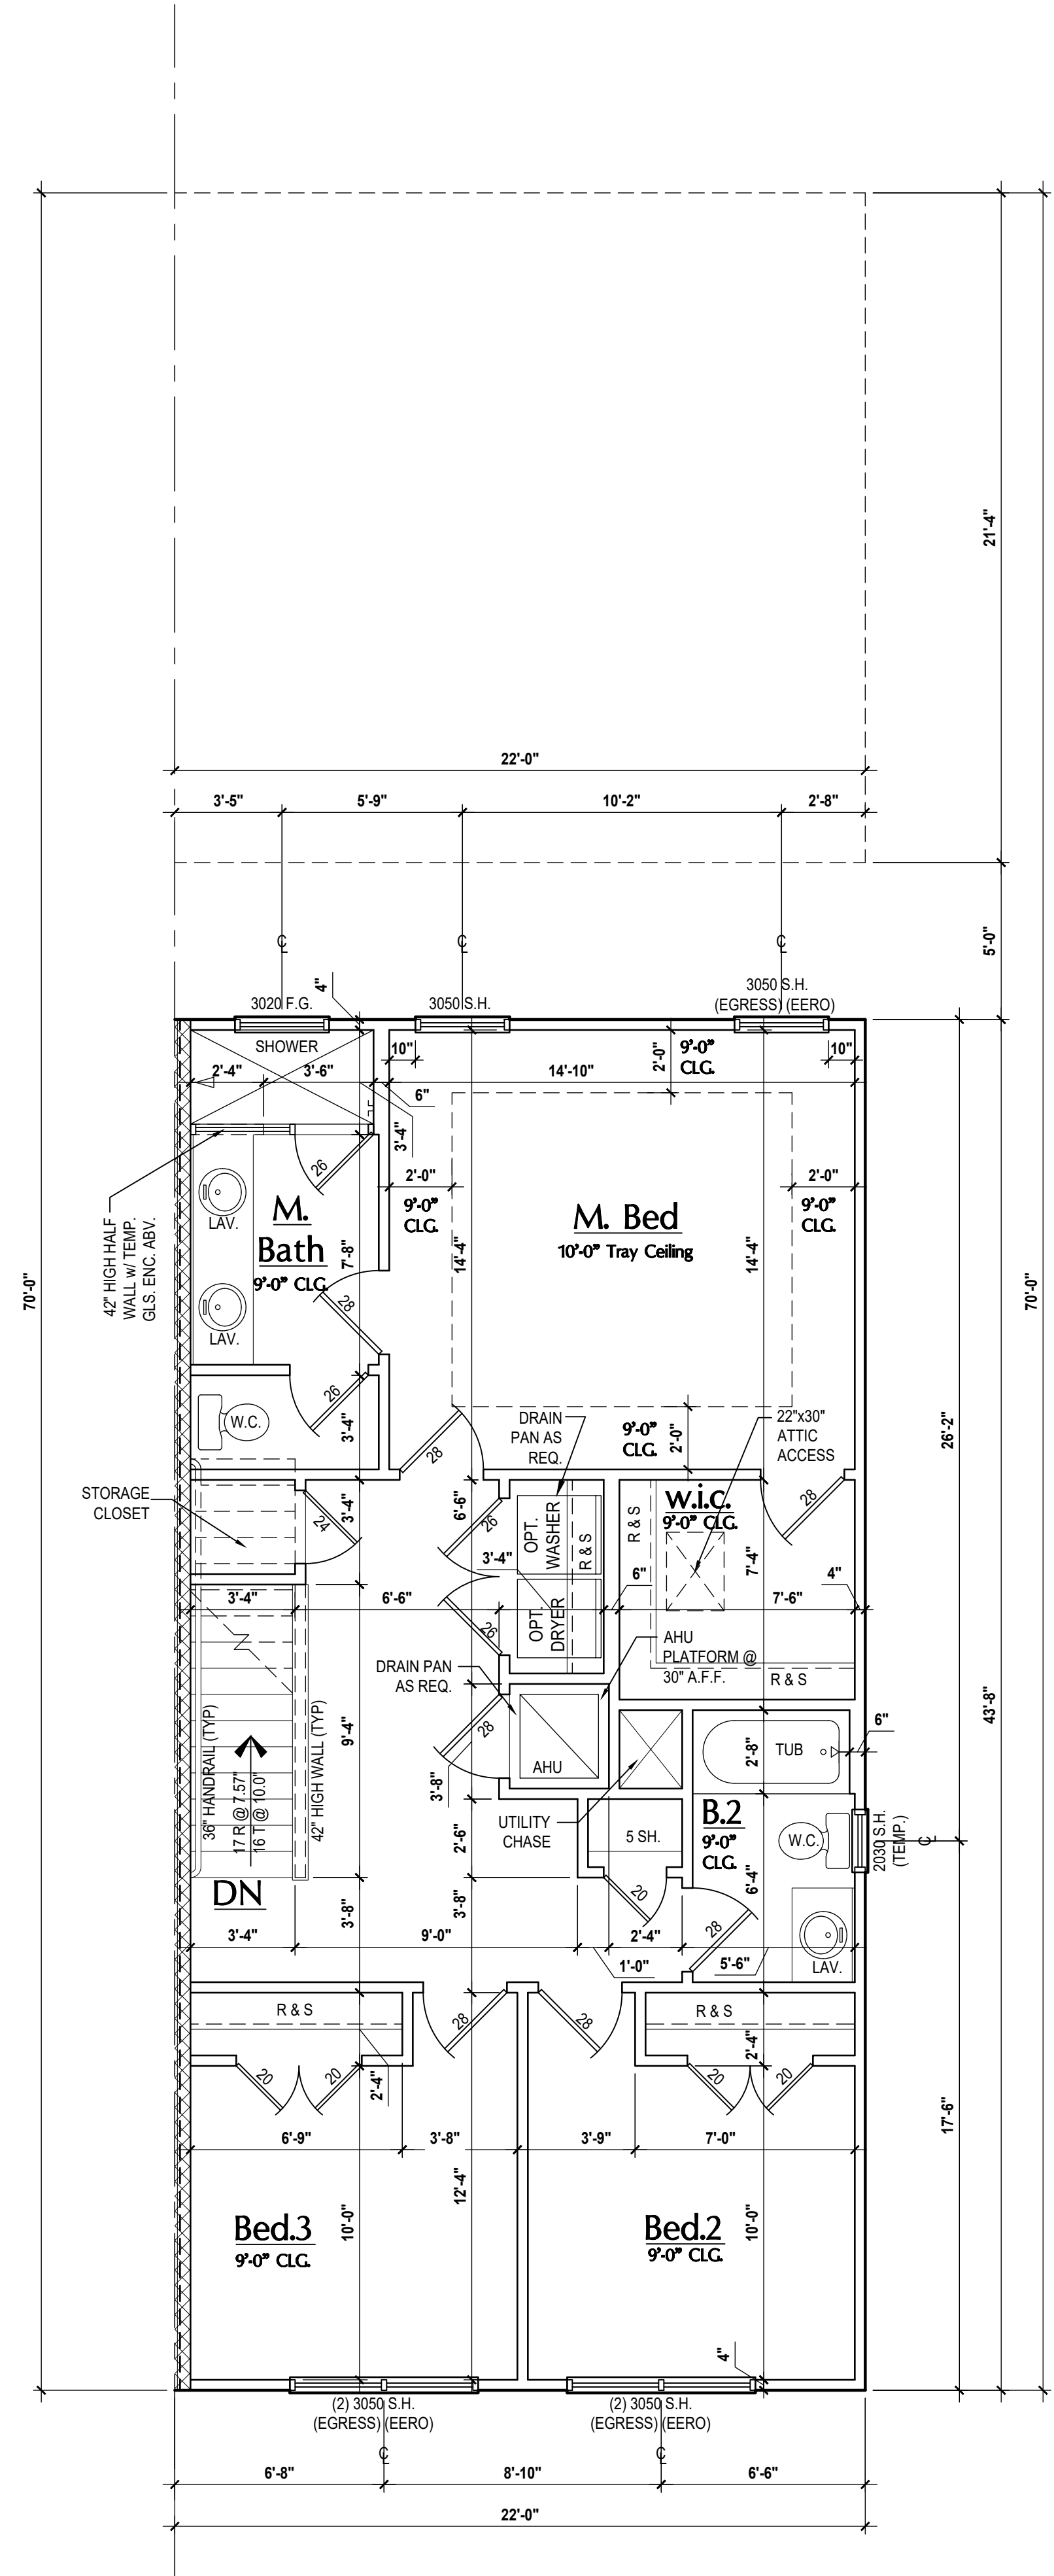 22'-0"
3'-5"
5'-9"
10'-2"
2'-8"
21'-4"
5'-0"
70'-0"
70'-0"
26'-2"
43'-8"
17'-6"
℄
℄
℄
4"
3020 F.G.
3050 S.H.
3050 S.H.
(EGRESS) (EERO)
SHOWER
2'-4"
3'-6"
10"
6"
3'-4"
14'-10"
2'-0"
9'-0"
CLG.
10"
26
LAV.
M.
Bath
9'-0" CLG.
7'-8"
28
LAV.
42" HIGH HALF
WALL w/ TEMP.
GLS. ENC. ABV.
2'-0"
9'-0"
CLG.
14'-4"
M. Bed
10'-0" Tray Ceiling
14'-4"
2'-0"
9'-0"
CLG.
26
W.C.
3'-4"
28
DRAIN
PAN AS
REQ.
9'-0"
CLG.
2'-0"
22"x30"
ATTIC
ACCESS
STORAGE
CLOSET
24
3'-4"
6'-6"
26
OPT.
WASHER
R & S
R & S
W.i.c.
9'-0" CLG.
28
7'-4"
3'-4"
3'-4"
6'-6"
26
OPT.
DRYER
6"
7'-6"
4"
DRAIN PAN
AS REQ.
AHU
PLATFORM @
30" A.F.F.
R & S
36" HANDRAIL (TYP)
17 R @ 7.57"
16 T @ 10.0"
42" HIGH WALL (TYP)
9'-4"
28
3'-8"
AHU
2'-8"
TUB
6"
UTILITY
CHASE
2'-6"
5 SH.
B.2
9'-0"
CLG.
W.C.
2030 S.H.
(TEMP.)
℄
6'-4"
DN
3'-8"
3'-8"
20
28
3'-4"
9'-0"
1'-0"
2'-4"
5'-6"
LAV.
R & S
28
28
R & S
20
20
2'-4"
2'-4"
20
20
6'-9"
3'-8"
3'-9"
7'-0"
12'-4"
Bed.3
9'-0" CLG.
10'-0"
Bed.2
9'-0" CLG.
10'-0"
4"
(2) 3050 S.H.
(EGRESS) (EERO)
(2) 3050 S.H.
(EGRESS) (EERO)
℄
℄
6'-8"
8'-10"
6'-6"
22'-0"